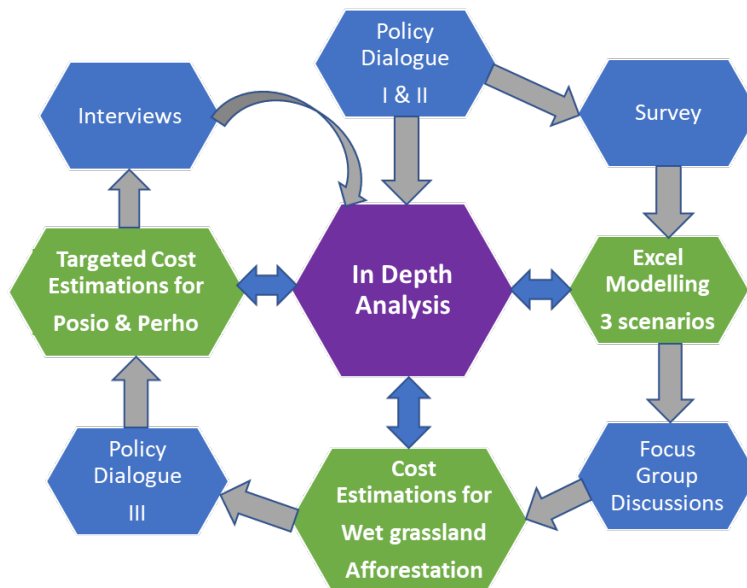 Policy
Dialogue
I & II
Interviews
Survey
Targeted Cost
Estimations for
Posio & Perho
In Depth
Analysis
Excel
Modelling
3 scenarios
Policy
Dialogue
III
Cost
Estimations for
Wet grassland
Afforestation
Focus
Group
Discussions